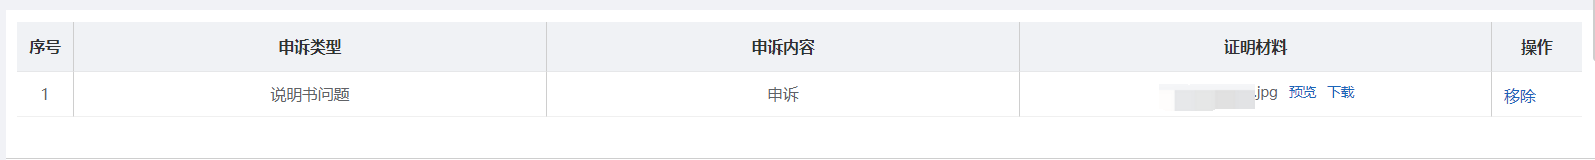 序号 申诉类型 申诉内容 证明材料 操作
1 说明书问题 申诉 .jpg 预览 下载 移除